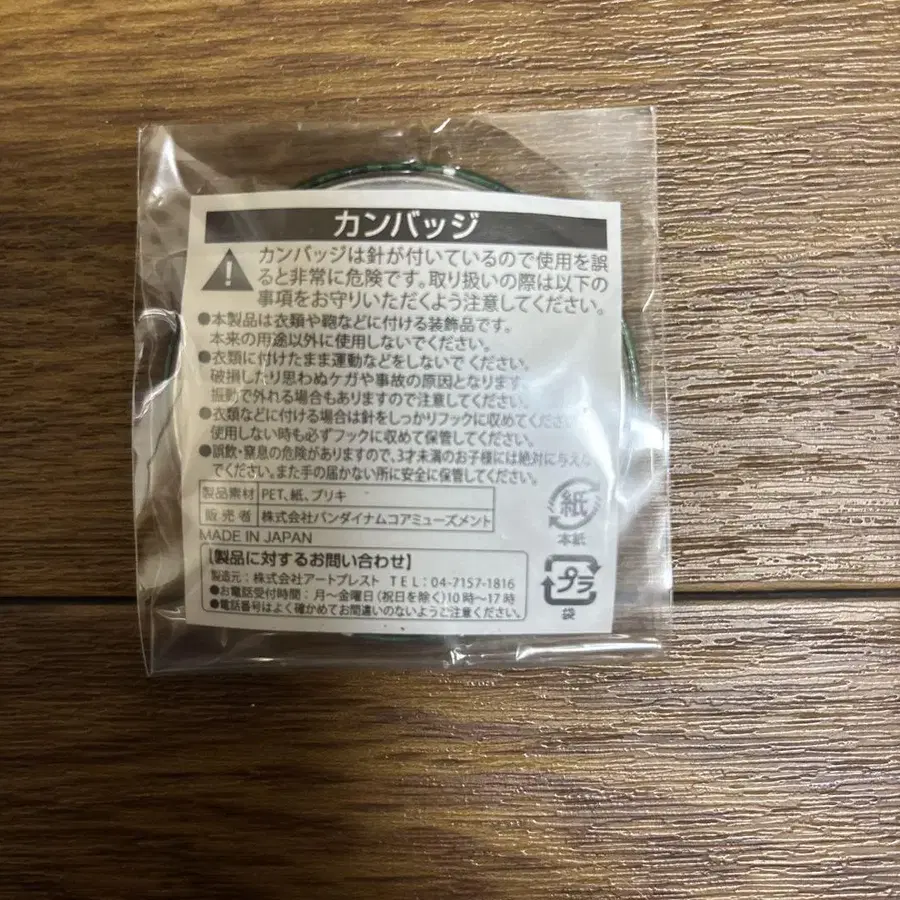 カンバッジ
カンバッジは針が付いているので使用を誤
ると非常に危険です。取り扱いの際は以下の
事項をお守りいただくよう注意してください。
●本製品は衣類や鞄などに付ける装飾品です。
本来の用途以外に使用しないでください。
●衣類に付けたまま運動などをしないでください。
破損したり思わぬケガや事故の原因となります。
振動で外れる場合もありますので注意してください。
●衣類などに付ける場合は針をしっかりフックに収めてくださ
使用しない時も必ずフックに収めて保管してください。
●誤飲・窒息の危険がありますので、3才未満のお子様には絶対に与えな
でください。また手の届かない所に安全に保管してください。
製品素材 PET、紙、ブリキ
販売者 株式会社バンダイナムコアミューズメント
MADE IN JAPAN
【製品に対するお問い合わせ】
製造元：株式会社アートプレスト TEL：04-7157-1816
●お電話受付時間：月～金曜日(祝日を除く)10時～17時
●電話番号はよく確かめてお間違いのないようご注意ください。
紙
本紙
プラ
袋